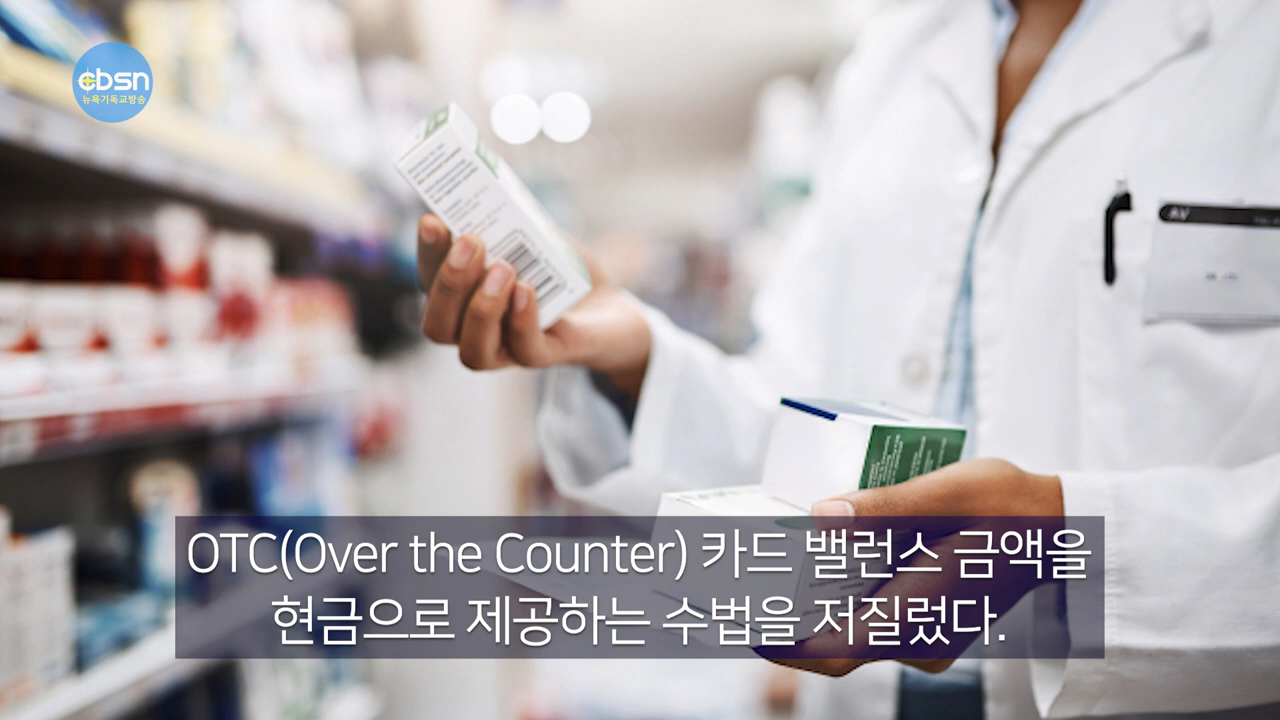 cbsn
뉴욕기독교방송
AV
OTC(Over the Counter) 카드 밸런스 금액을
현금으로 제공하는 수법을 저질렀다.